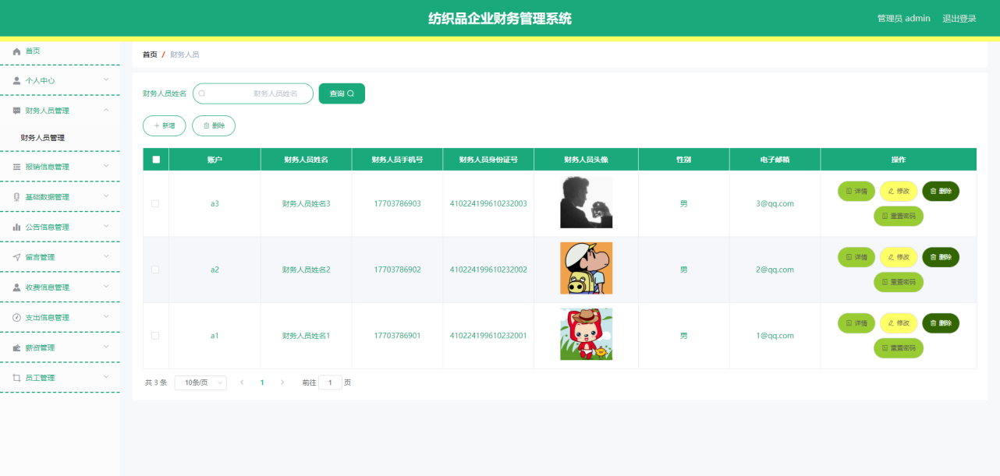 纺织品企业财务管理系统
管理员 admin 退出登录
首页
个人中心
财务人员管理
财务人员管理
报销信息管理
基础数据管理
公告信息管理
留言管理
收费信息管理
支出信息管理
薪资管理
员工管理
首页 / 财务人员
财务人员姓名 财务人员姓名 查询
新增 删除
账户 财务人员姓名 财务人员手机号 财务人员身份证号 财务人员头像 性别 电子邮箱 操作
a3 财务人员姓名3 17703786903 410224199610232003 男 3@qq.com 详情 修改 删除
重置密码
a2 财务人员姓名2 17703786902 410224199610232002 男 2@qq.com 详情 修改 删除
重置密码
a1 财务人员姓名1 17703786901 410224199610232001 男 1@qq.com 详情 修改 删除
重置密码
共 3 条 10条/页 1 前往 1 页